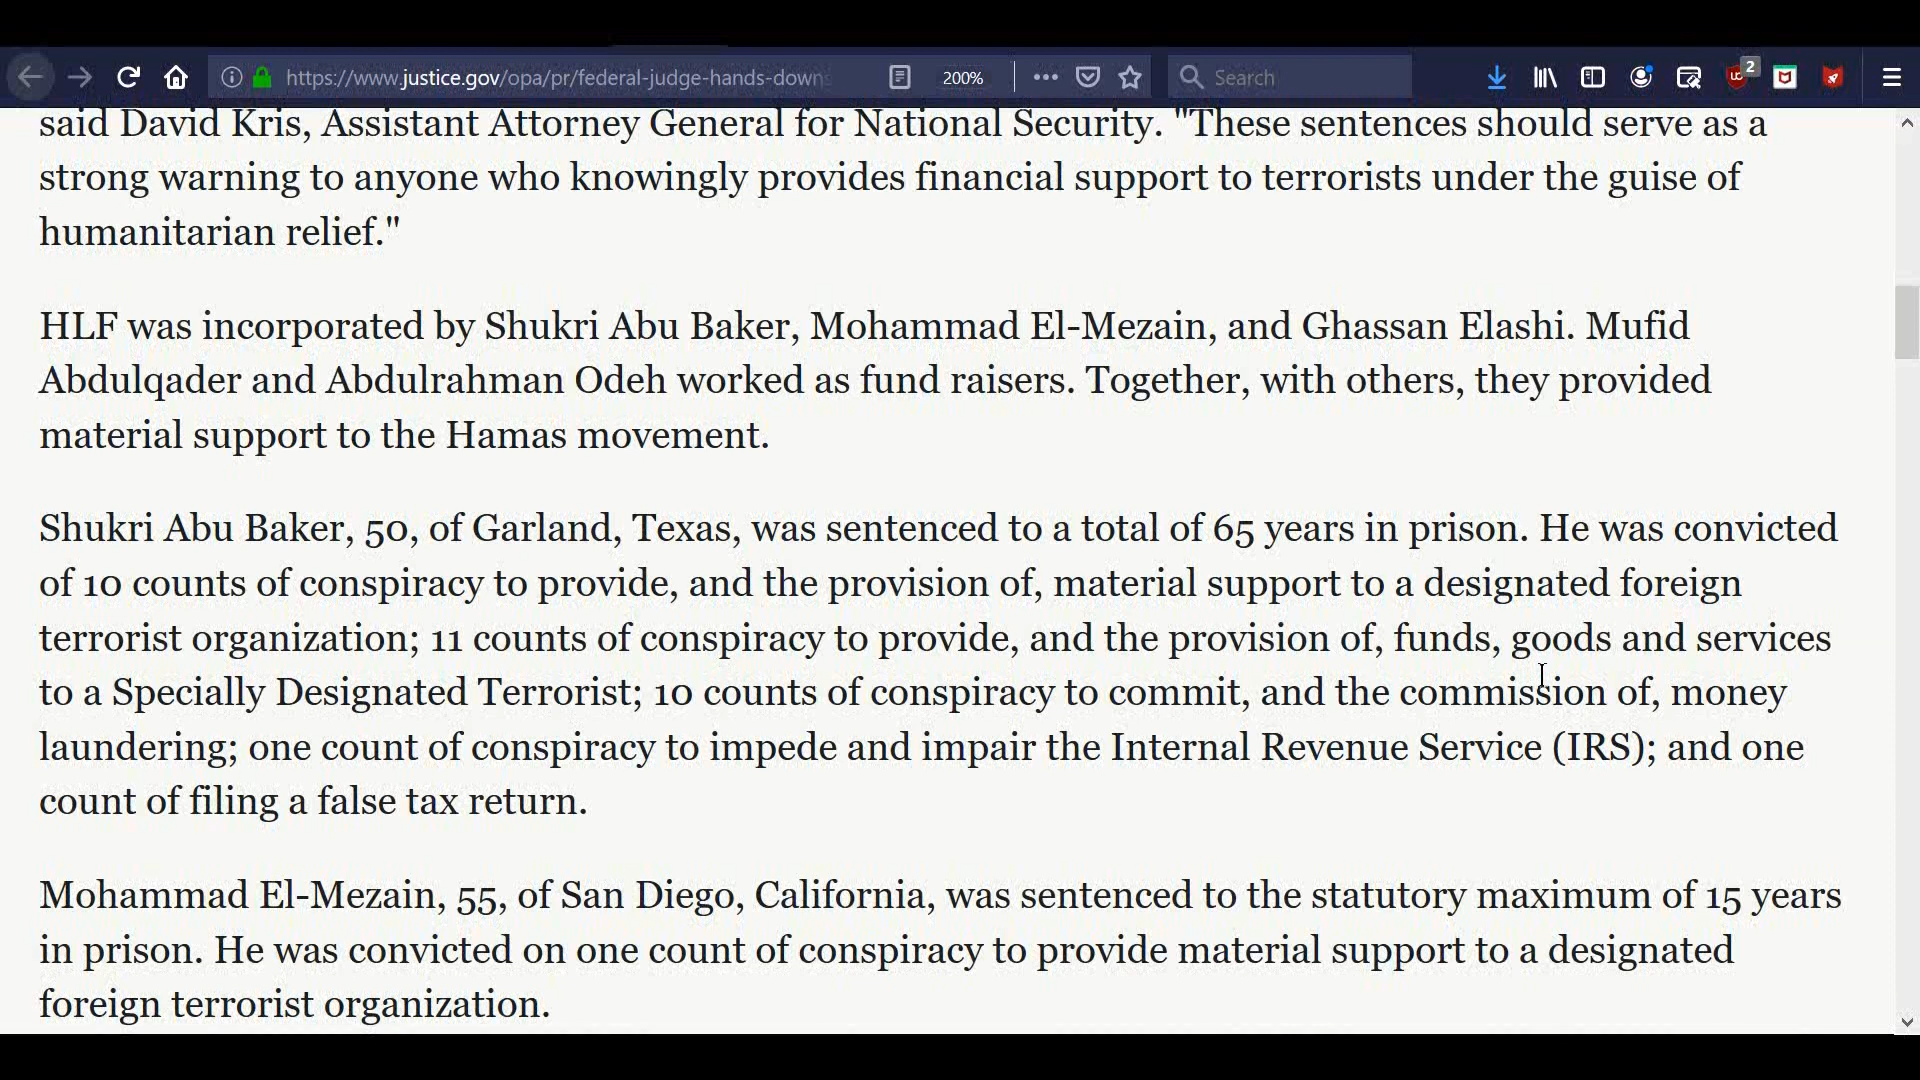 https://www.justice.gov/opa/pr/federal-judge-hands-downs
200%
Search
2
said David Kris, Assistant Attorney General for National Security. "These sentences should serve as a
strong warning to anyone who knowingly provides financial support to terrorists under the guise of
humanitarian relief."
HLF was incorporated by Shukri Abu Baker, Mohammad El-Mezain, and Ghassan Elashi. Mufid
Abdulqader and Abdulrahman Odeh worked as fund raisers. Together, with others, they provided
material support to the Hamas movement.
Shukri Abu Baker, 50, of Garland, Texas, was sentenced to a total of 65 years in prison. He was convicted
of 10 counts of conspiracy to provide, and the provision of, material support to a designated foreign
terrorist organization; 11 counts of conspiracy to provide, and the provision of, funds, goods and services
to a Specially Designated Terrorist; 10 counts of conspiracy to commit, and the commission of, money
laundering; one count of conspiracy to impede and impair the Internal Revenue Service (IRS); and one
count of filing a false tax return.
Mohammad El-Mezain, 55, of San Diego, California, was sentenced to the statutory maximum of 15 years
in prison. He was convicted on one count of conspiracy to provide material support to a designated
foreign terrorist organization.